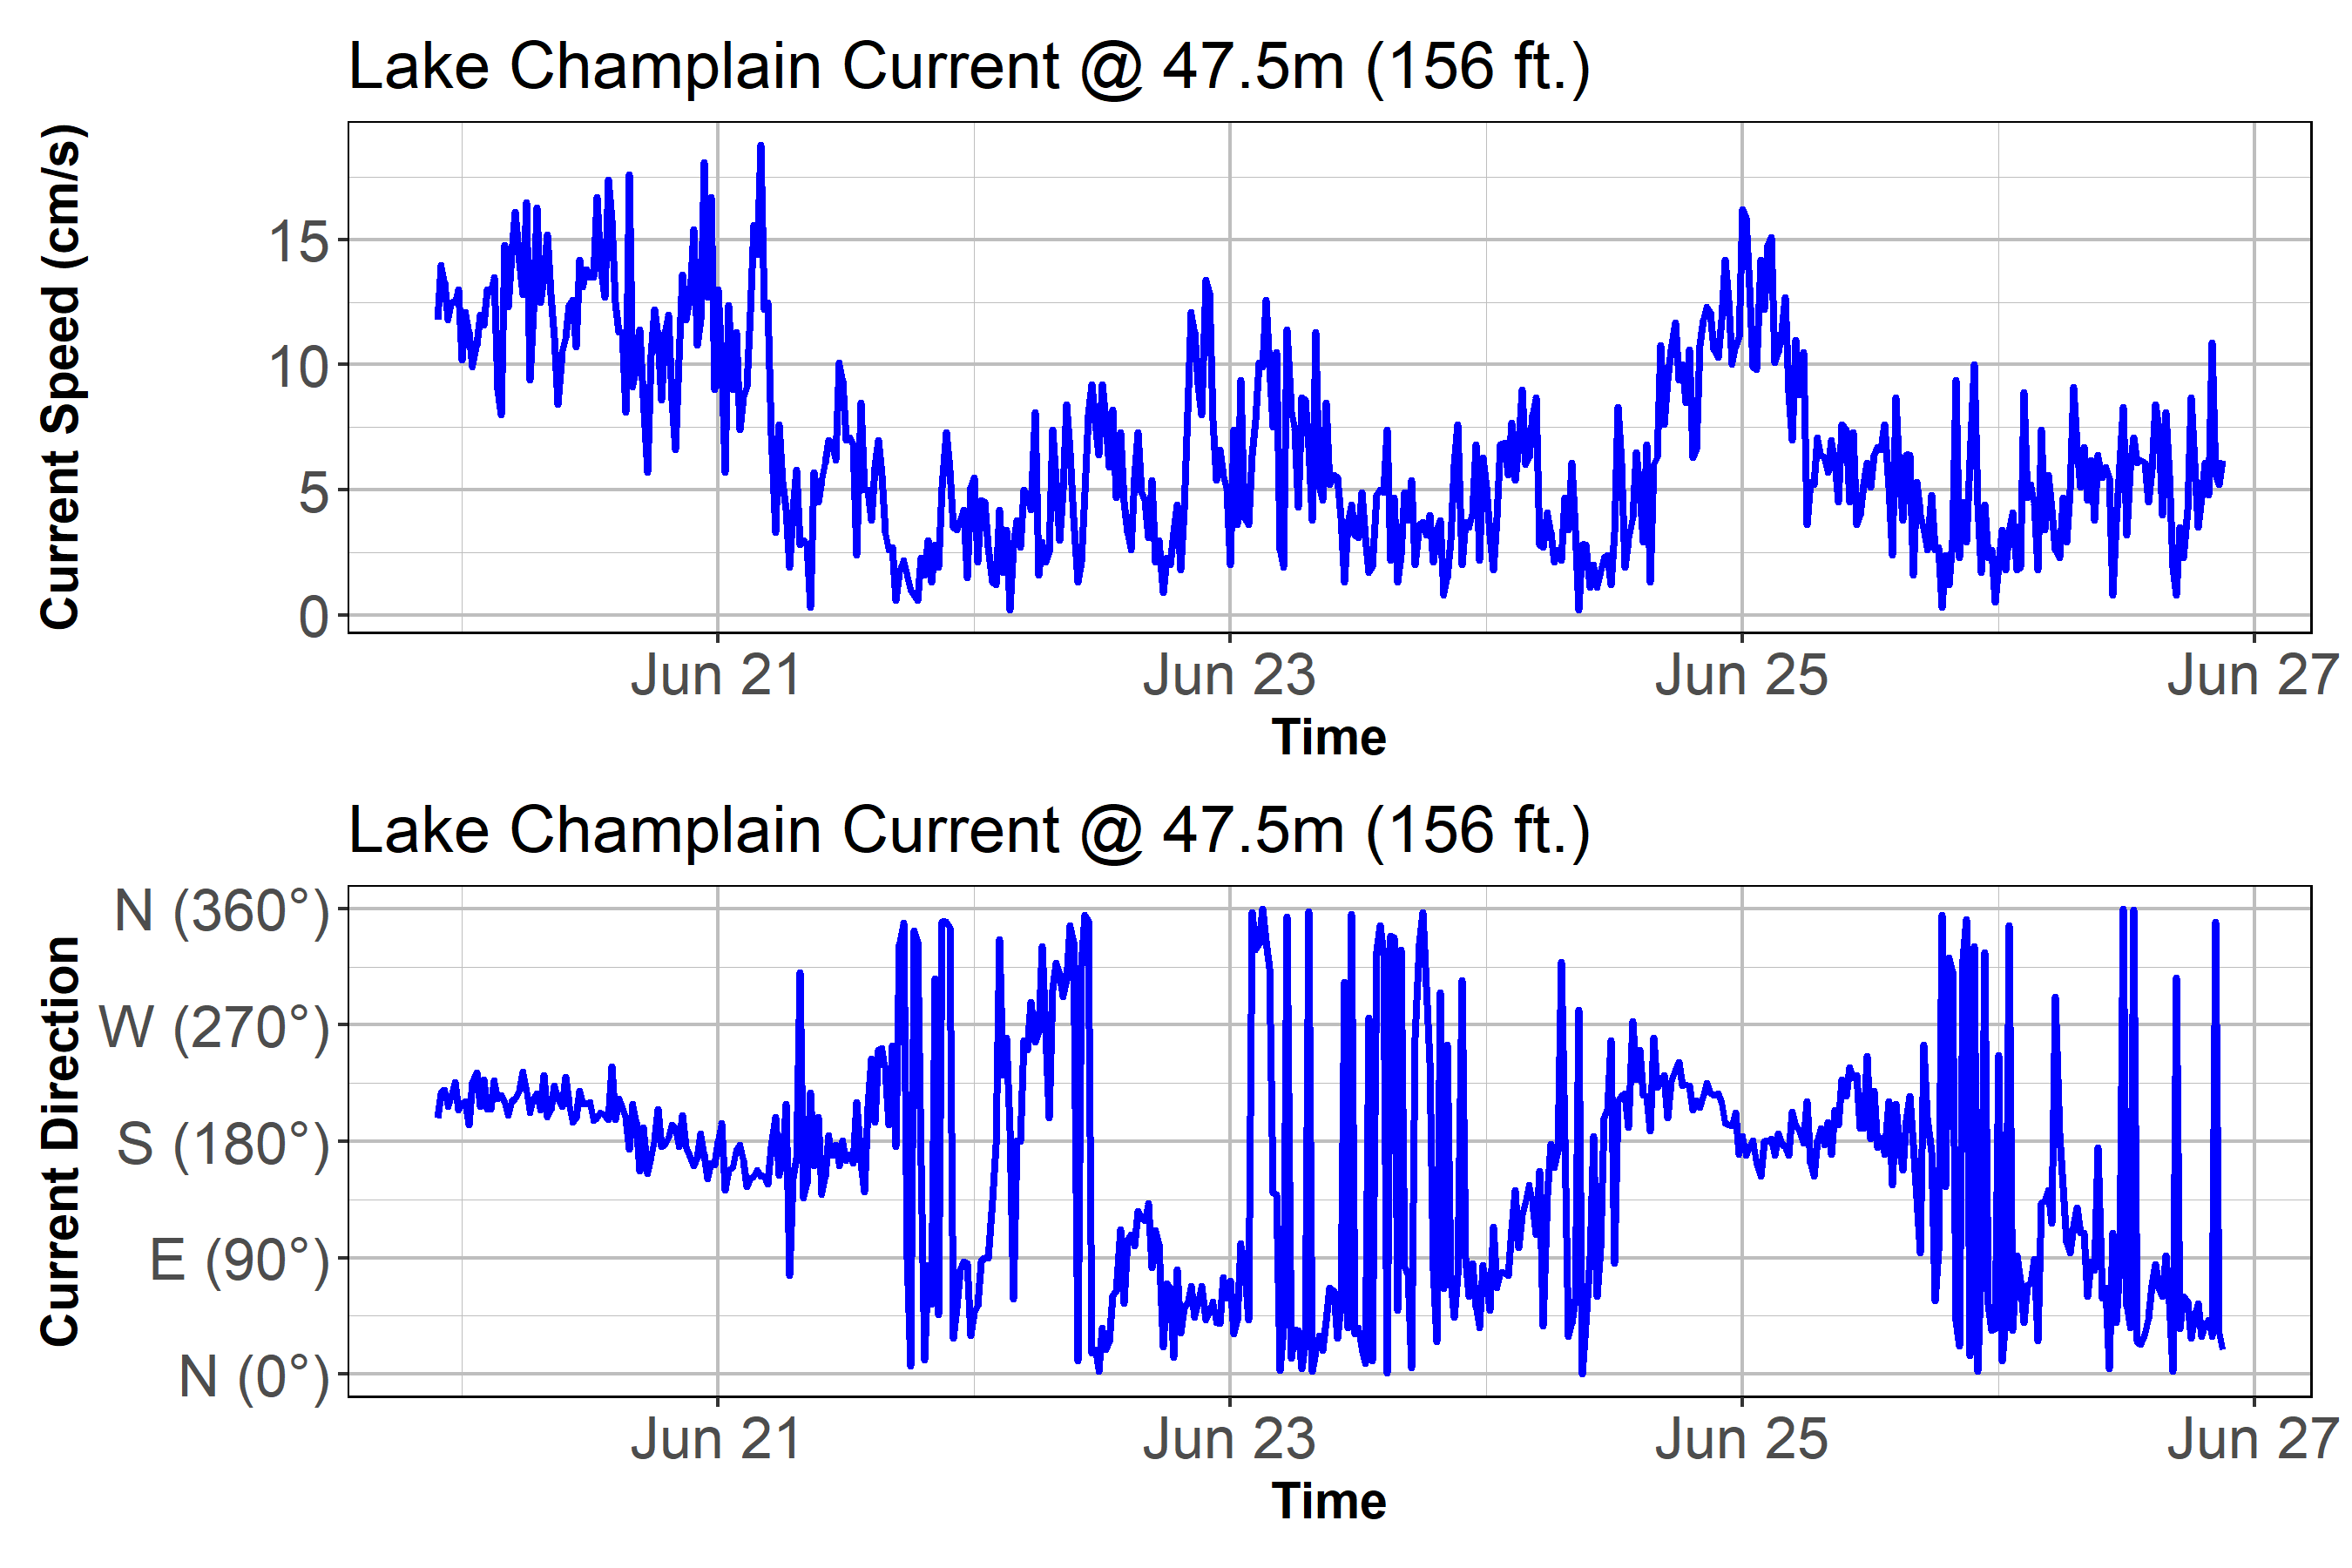 Lake Champlain Current @ 47.5m (156 ft.)
Current Speed (cm/s)
15
10
5
0
Jun 21 Jun 23 Jun 25 Jun 27
Time
Lake Champlain Current @ 47.5m (156 ft.)
Current Direction
N (360°)
W (270°)
S (180°)
E (90°)
N (0°)
Jun 21 Jun 23 Jun 25 Jun 27
Time